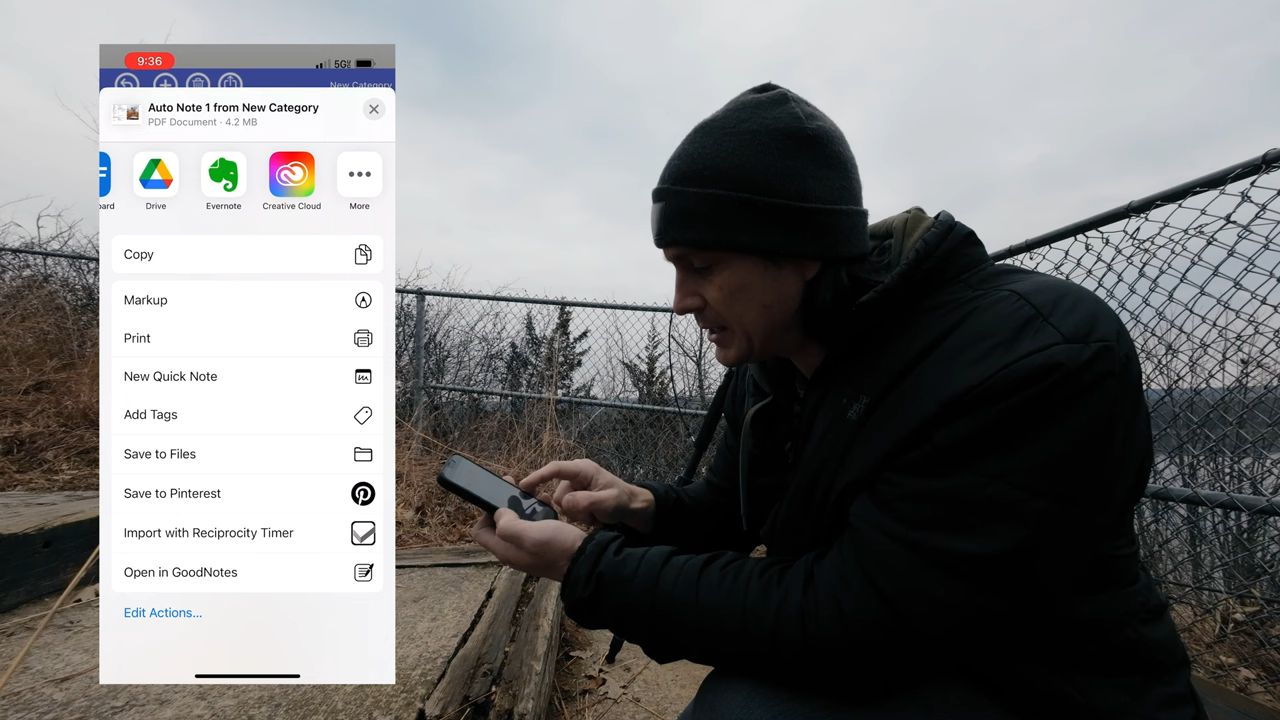 9:36
5G
New Category
Auto Note 1 from New Category
PDF Document · 4.2 MB
Drive
Evernote
Creative Cloud
More
Copy
Markup
Print
New Quick Note
Add Tags
Save to Files
Save to Pinterest
Import with Reciprocity Timer
Open in GoodNotes
Edit Actions...